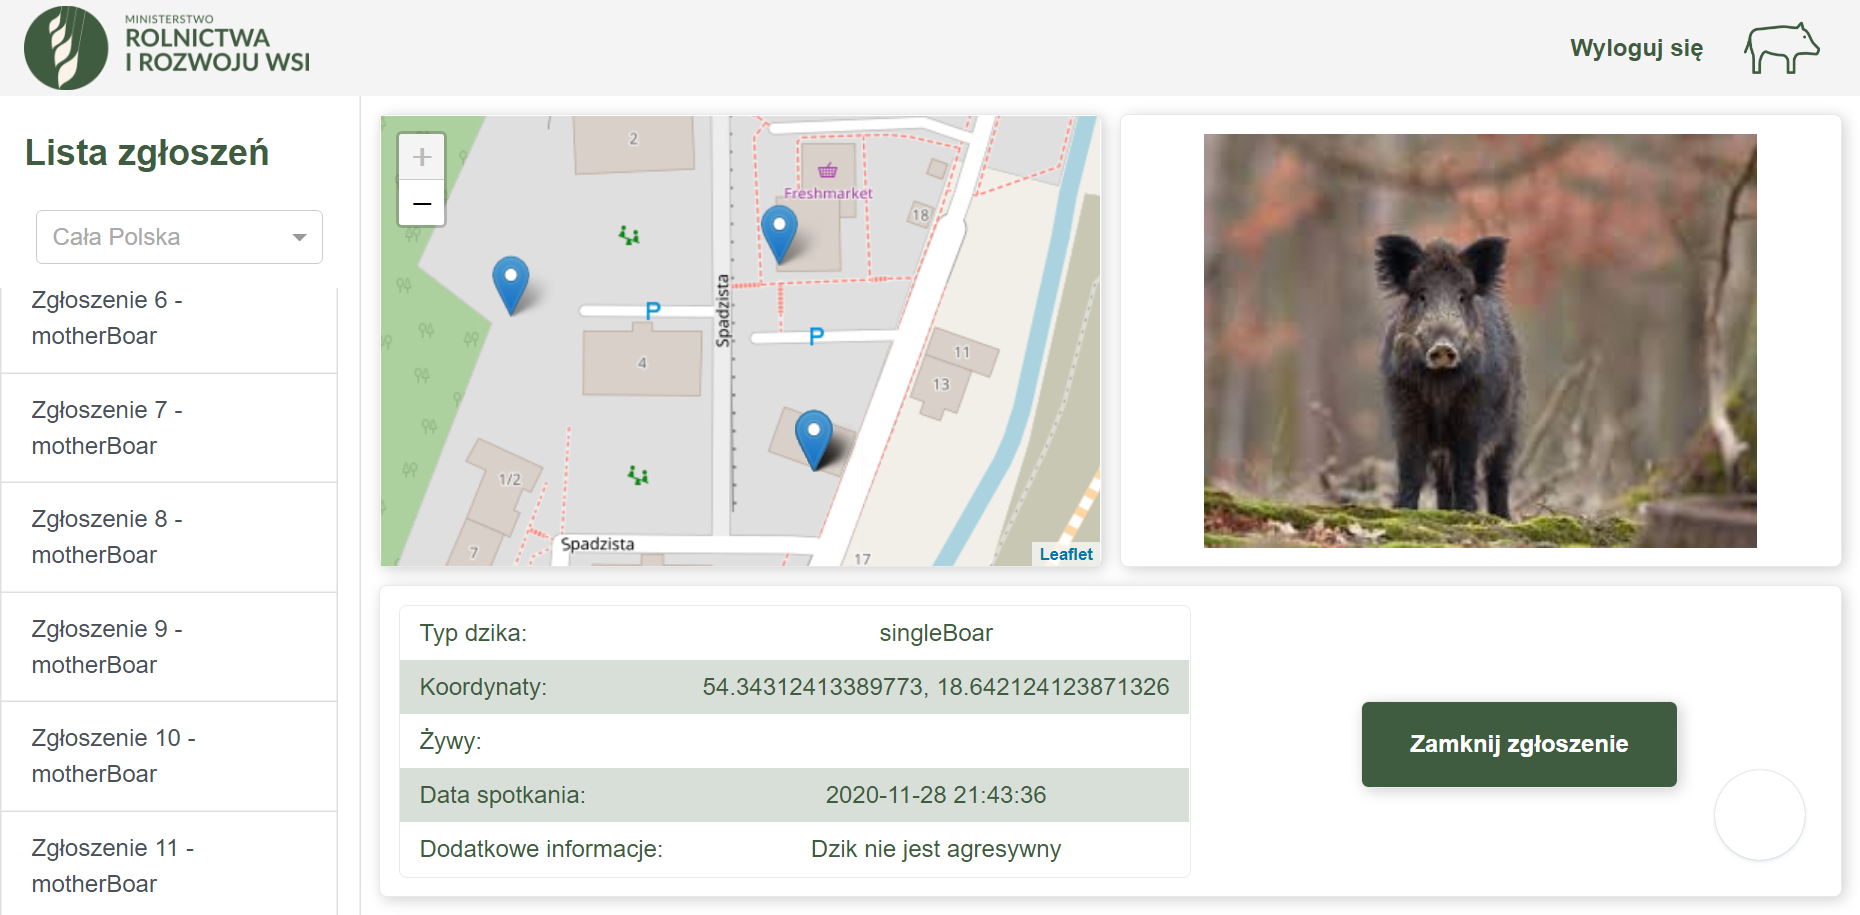 MINISTERSTWO
ROLNICTWA
I ROZWOJU WSI
Wyloguj się
Lista zgłoszeń
Cała Polska
Zgłoszenie 6 -
motherBoar
Zgłoszenie 7 -
motherBoar
Zgłoszenie 8 -
motherBoar
Zgłoszenie 9 -
motherBoar
Zgłoszenie 10 -
motherBoar
Zgłoszenie 11 -
motherBoar
+
−
2
Freshmarket
18
P
Spadzista
P
4
11
13
1/2
7
Spadzista
17
Leaflet
Typ dzika: singleBoar
Koordynaty: 54.34312413389773, 18.642124123871326
Żywy:
Data spotkania: 2020-11-28 21:43:36
Dodatkowe informacje: Dzik nie jest agresywny
Zamknij zgłoszenie